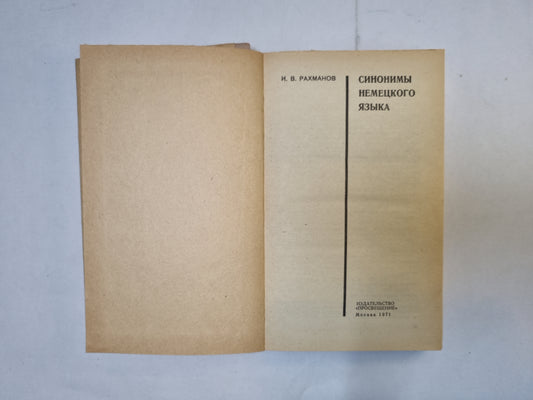 И. В. РАХМАНОВ
СИНОНИМЫ
НЕМЕЦКОГО
ЯЗЫКА
ИЗДАТЕЛЬСТВО
«ПРОСВЕЩЕНИЕ»
Москва 1971